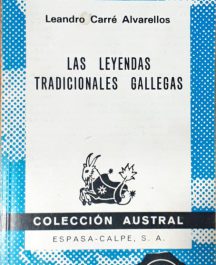 Leandro Carré Alvarellos
LAS LEYENDAS
TRADICIONALES GALLEGAS
COLECCIÓN AUSTRAL
ESPASA-CALPE, S. A.